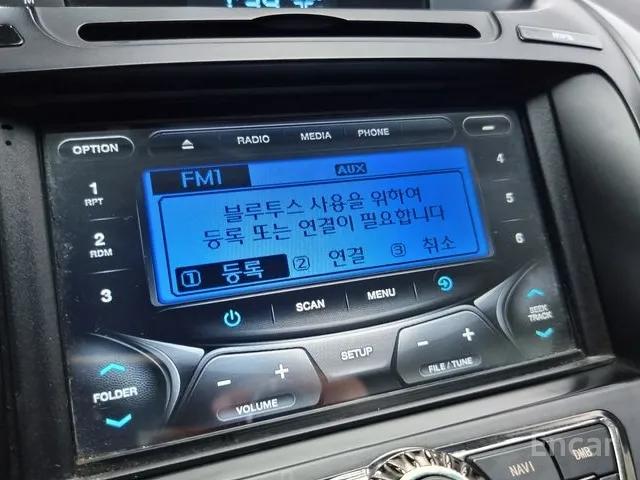 RADIO MEDIA PHONE
OPTION
FM1 AUX
블루투스 사용을 위하여
등록 또는 연결이 필요합니다
① 등록 ② 연결 ③ 취소
1 RPT
2 RDM
3
4
5
6
SCAN MENU
SEEK
TRACK
FOLDER
SETUP
VOLUME
FILE / TUNE
NAVI DMB
Encar